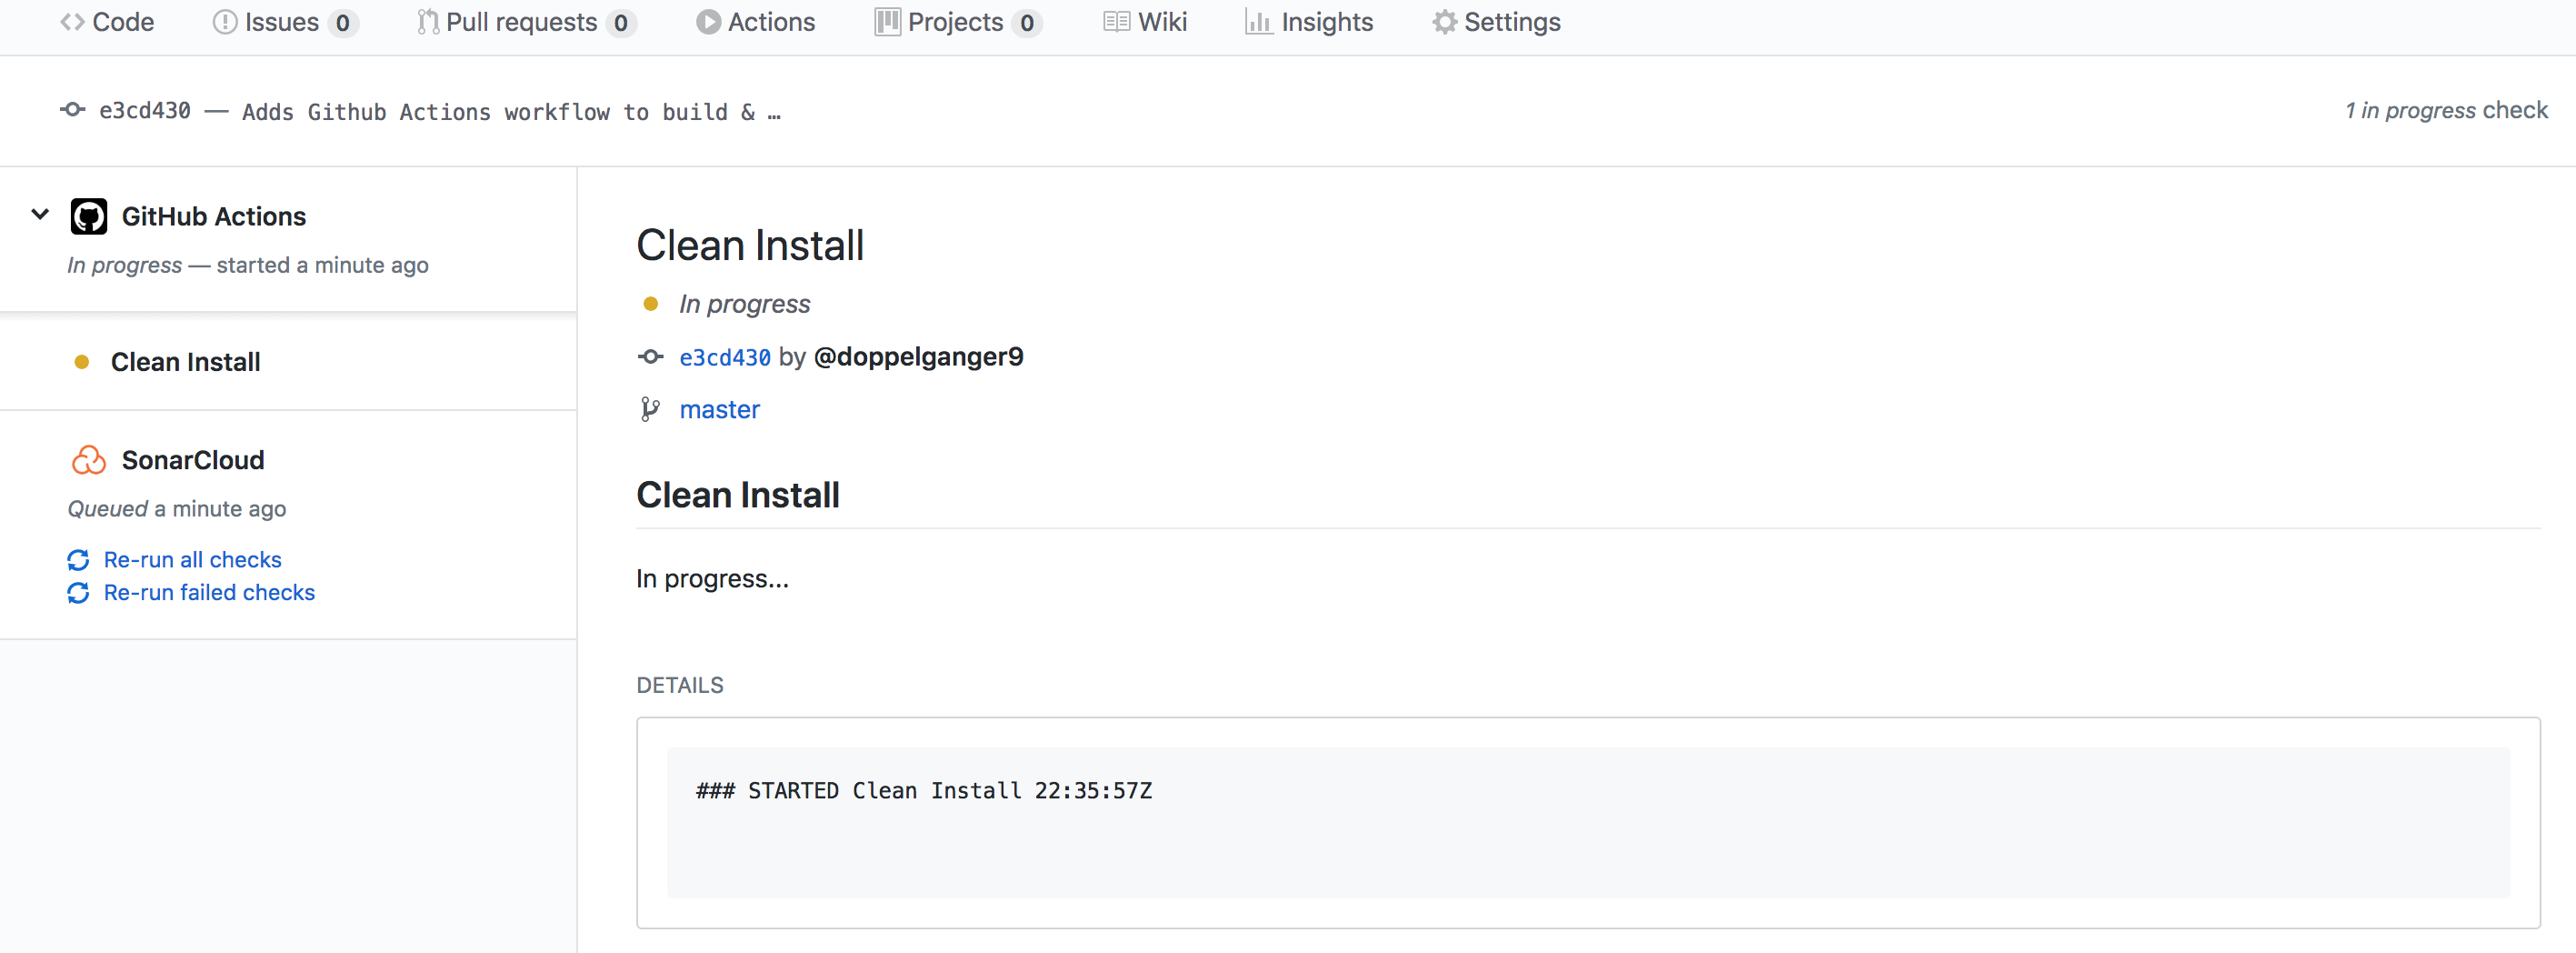 Code Issues 0 Pull requests 0 Actions Projects 0 Wiki Insights Settings
e3cd430 — Adds Github Actions workflow to build & …
1 in progress check
GitHub Actions
In progress — started a minute ago
Clean Install
SonarCloud
Queued a minute ago
Re-run all checks
Re-run failed checks
Clean Install
In progress
e3cd430 by @doppelganger9
master
Clean Install
In progress...
DETAILS
### STARTED Clean Install 22:35:57Z